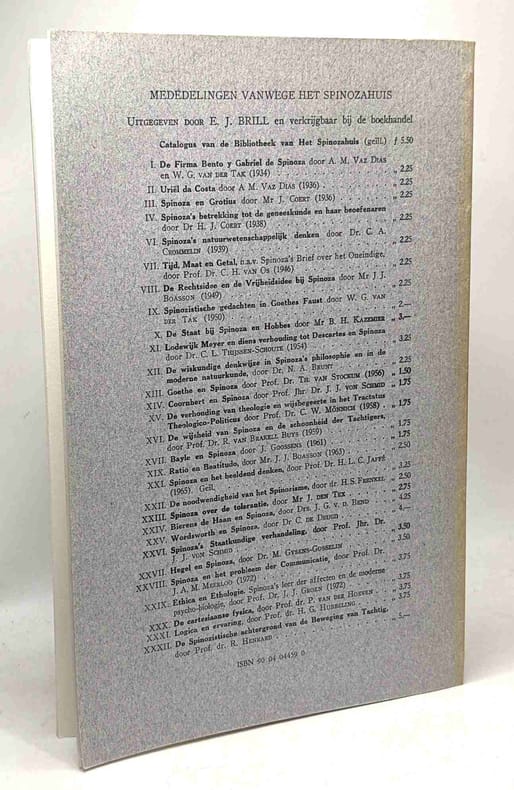 MEDEDELINGEN VANWEGE HET SPINOZAHUIS
UITGEGEVEN DOOR E. J. BRILL en verkrijgbaar bij de boekhandel
Catalogus van de Bibliotheek van Het Spinozahuis (geïll.) ƒ 5.50
I. De Firma Bento y Gabriel de Spinoza door A. M. VAZ DIAS
en W. G. VAN DER TAK (1934) „ 2.25
II. Uriël da Costa door A M. VAZ DIAS (1936) „ 2.25
III. Spinoza en Grotius door Mr J. COERT (1936) „ 2.25
IV. Spinoza's betrekking tot de geneeskunde en haar beoefenaren
door Dr H. J. COERT (1938) „ 2.25
VI. Spinoza's natuurwetenschappelijk denken door Dr. C. A.
CROMMELIN (1939) „ 2.25
VII. Tijd, Maat en Getal, n.a.v. Spinoza's Brief over het Oneindige,
door Prof. Dr. C. H. VAN OS (1946) „ 2.25
VIII. De Rechtsidee en de Vrijheidsidee bij Spinoza door Mr J. J.
BOASSON (1949) „ 2.25
IX. Spinozistische gedachten in Goethes Faust door W. G. VAN
DER TAK (1950) „ 2.—
X. De Staat bij Spinoza en Hobbes door Mr B. H. KAZEMIER „ 3.—
XI. Lodewijk Meyer en diens verhouding tot Descartes en Spinoza
door Dr. C. L. THIJSSEN-SCHOUTE (1954) „ 3.25
XII. De wiskundige denkwijze in Spinoza's philosophie en in de
moderne natuurkunde, door Dr. N. A. BRUNT „ 2.25
XIII. Goethe en Spinoza door Prof. Dr. TH. VAN STOCKUM (1956) „ 1.50
XIV. Coornhert en Spinoza door Prof. Jhr. Dr. J. J. VON SCHMID „ 1.75
XV. De verhouding van theologie en wijsbegeerte in het Tractatus
Theologico-Politicus door Prof. Dr. C. W. MÖNNICH (1958) „ 1.75
XVI. De wijsheid van Spinoza en de schoonheid der Tachtigers,
door Prof. Dr. R. VAN BRAKELL BUYS (1959) „ 1.75
XVII. Bayle en Spinoza door J. GOOSSENS (1961) „ 1.75
XIX. Ratio en Beatitudo, door Mr. J. J. BOASSON (1963) „ 2.50
XXI. Spinoza en het beeldend denken, door Prof. Dr. H. L. C. JAFFÉ
(1965). Geïll. „ 3.25
XXII. De noodwendigheid van het Spinorisme, door dr. H.S. FRENKEL „ 2.50
XXIII. Spinoza over de tolerantie, door Mr J. DEN TEX „ 2.75
XXIV. Bierens de Haan en Spinoza, door Drs. J. G. V. D. BEND „ 4.25
XXV. Wordsworth en Spinoza, door Dr C. DE DEUGD „ 4.—
XXVI. Spinoza's Staatkundige verhandeling, door Prof. Jhr. Dr.
J. J. VON SCHMID „ 3.50
XXVII. Hegel en Spinoza, door Dr. M. GYSENS-GOSSELIN „ 3.50
XXVIII. Spinoza en het probleem der Communicatie, door Prof. Dr.
J. A. M. MEERLOO (1972) „ 3.75
XXIX. Ethica en Ethologie. Spinoza's leer der affecten en de moderne
psycho-biologie, door Prof. Dr. J. J. GROEN (1972) „ 3.75
XXX. De cartesiaanse fysica, door Prof. dr. P. VAN DER HOEVEN „ 3.75
XXXI. Logica en ervaring, door Prof. dr. H. G. HUBBELING „ 3.75
XXXII. De Spinozistische achtergrond van de Beweging van Tachtig,
door Prof. dr. R. HENRARD „ 5.—
ISBN 90 04 04459 0